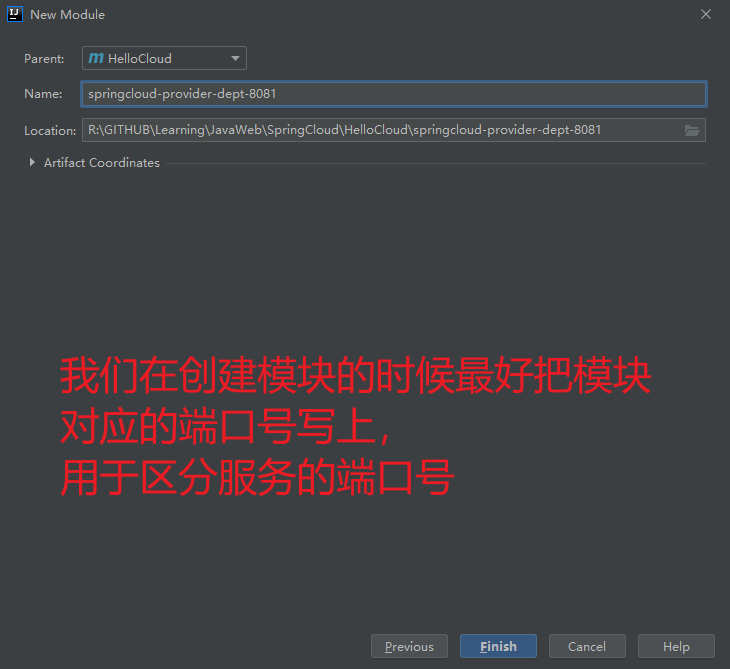 New Module
Parent: HelloCloud
Name: springcloud-provider-dept-8081
Location: R:\GITHUB\Learning\JavaWeb\SpringCloud\HelloCloud\springcloud-provider-dept-8081
Artifact Coordinates
我们在创建模块的时候最好把模块
对应的端口号写上，
用于区分服务的端口号
Previous Finish Cancel Help